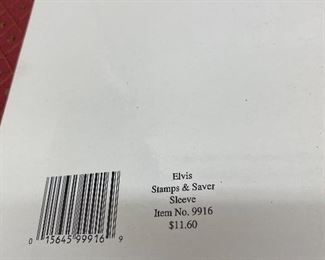 Elvis
Stamps & Saver
Sleeve
Item No. 9916
$11.60
0 15645 99916 9